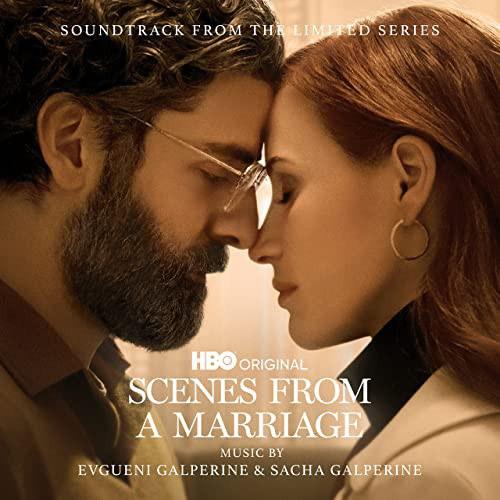 SOUNDTRACK FROM THE LIMITED SERIES
HBO ORIGINAL
SCENES FROM
A MARRIAGE
MUSIC BY
EVGUENI GALPERINE & SACHA GALPERINE